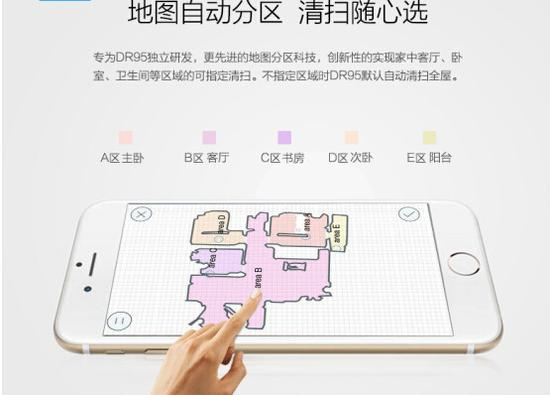 地图自动分区 清扫随心选
专为DR95独立研发，更先进的地图分区科技，创新性的实现家中客厅、卧
室、卫生间等区域的可指定清扫。不指定区域时DR95默认自动清扫全屋。
A区主卧 B区 客厅 C区书房 D区 次卧 E区 阳台
area D
area A
area E
area C
area B